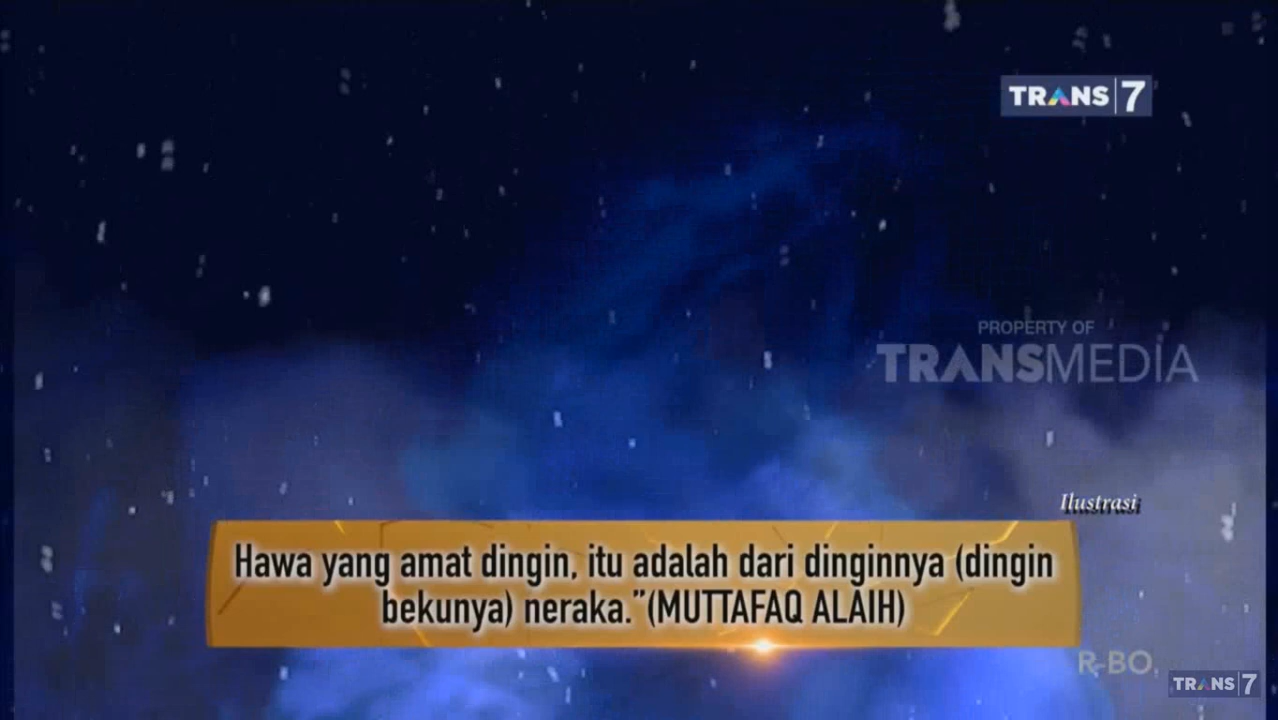 TRANS|7
PROPERTY OF
TRANSMEDIA
Ilustrasi
Hawa yang amat dingin, itu adalah dari dinginnya (dingin
bekunya) neraka."(MUTTAFAQ ALAIH)
R-BO
TRANS|7